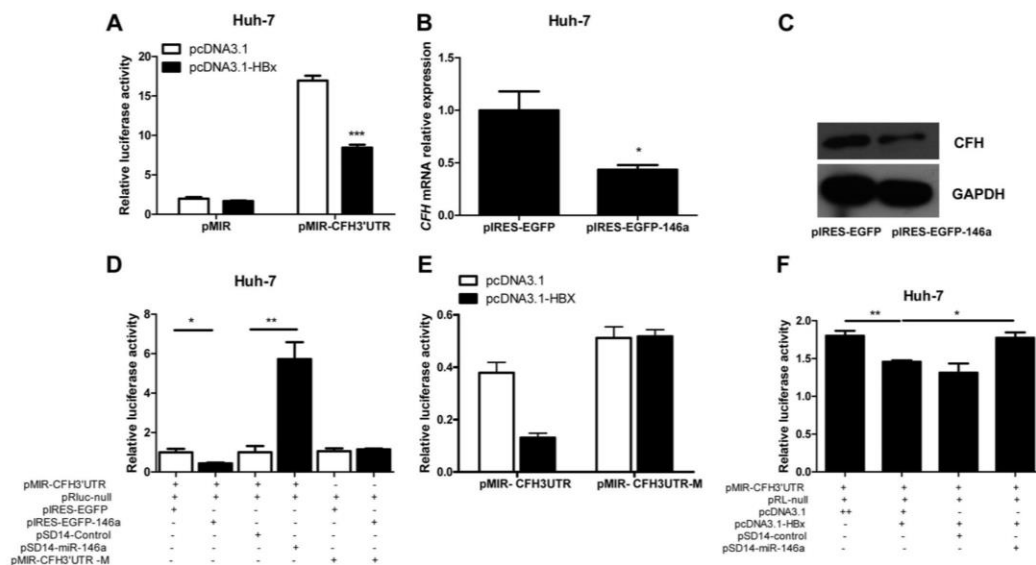 A
Huh-7
pcDNA3.1
pcDNA3.1-HBx
Relative luciferase activity
20
15
10
5
0
***
pMIR
pMIR-CFH3'UTR
B
Huh-7
CFH mRNA relative expression
1.5
1.0
0.5
0.0
*
pIRES-EGFP
pIRES-EGFP-146a
C
CFH
GAPDH
pIRES-EGFP
pIRES-EGFP-146a
D
Huh-7
Relative luciferase activity
8
6
4
2
0
*
**
pMIR-CFH3'UTR + + + + - -
pRluc-null + + + + + +
pIRES-EGFP + - - - + -
pIRES-EGFP-146a - + - - - +
pSD14-Control - - + - - -
pSD14-miR-146a - - - + - -
pMIR-CFH3'UTR -M - - - - + +
E
pcDNA3.1
pcDNA3.1-HBX
Relative luciferase activity
0.6
0.4
0.2
0.0
pMIR- CFH3UTR
pMIR- CFH3UTR-M
F
Huh-7
Relative luciferase activity
2.0
1.5
1.0
0.5
0.0
**
*
pMIR-CFH3'UTR + + + +
pRL-null + + + +
pcDNA3.1 ++ + - -
pcDNA3.1-HBx - + + +
pSD14-control - - + -
pSD14-miR-146a - - - +